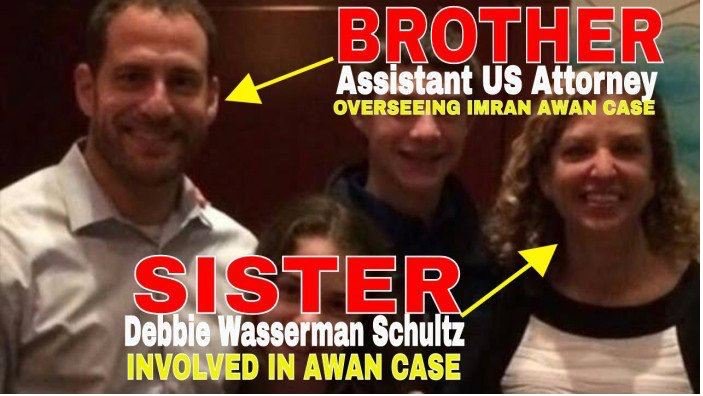 BROTHER
Assistant US Attorney
OVERSEEING IMRAN AWAN CASE
SISTER
Debbie Wasserman Schultz
INVOLVED IN AWAN CASE